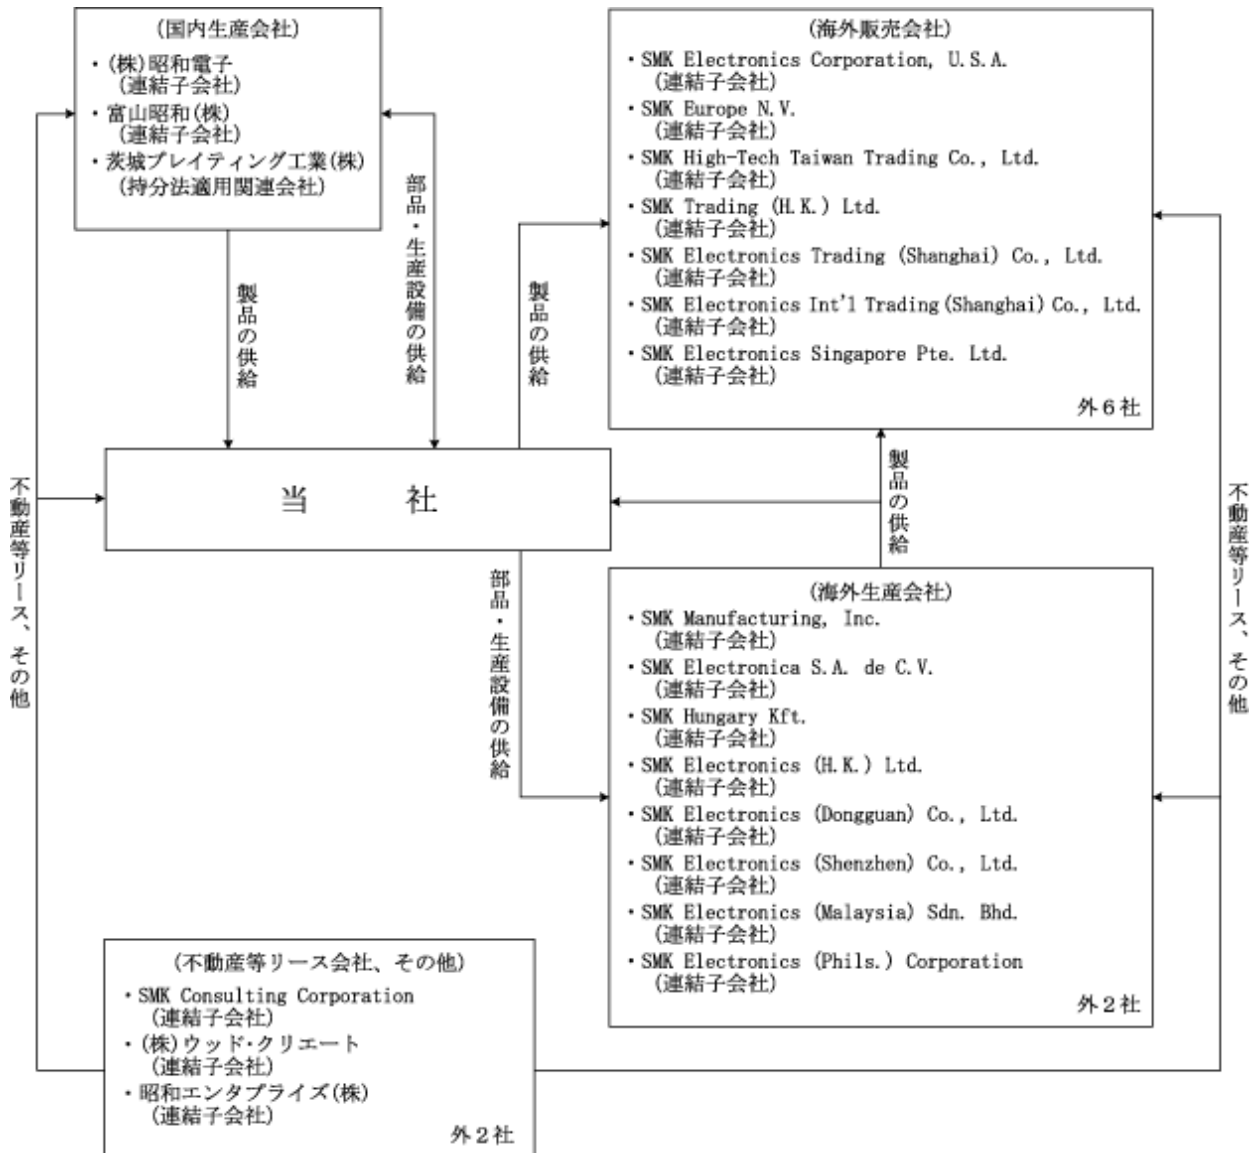 (国内生産会社)
・(株)昭和電子
(連結子会社)
・富山昭和(株)
(連結子会社)
・茨城プレイティング工業(株)
(持分法適用関連会社)
(海外販売会社)
・SMK Electronics Corporation, U.S.A.
(連結子会社)
・SMK Europe N.V.
(連結子会社)
・SMK High-Tech Taiwan Trading Co., Ltd.
(連結子会社)
・SMK Trading (H.K.) Ltd.
(連結子会社)
・SMK Electronics Trading (Shanghai) Co., Ltd.
(連結子会社)
・SMK Electronics Int'l Trading(Shanghai)Co., Ltd.
(連結子会社)
・SMK Electronics Singapore Pte. Ltd.
(連結子会社)
外6社
製品の供給
部品・生産設備の供給
製品の供給
当社
製品の供給
部品・生産設備の供給
不動産等リース、その他
不動産等リース、その他
(海外生産会社)
・SMK Manufacturing, Inc.
(連結子会社)
・SMK Electronica S.A. de C.V.
(連結子会社)
・SMK Hungary Kft.
(連結子会社)
・SMK Electronics (H.K.) Ltd.
(連結子会社)
・SMK Electronics (Dongguan) Co., Ltd.
(連結子会社)
・SMK Electronics (Shenzhen) Co., Ltd.
(連結子会社)
・SMK Electronics (Malaysia) Sdn. Bhd.
(連結子会社)
・SMK Electronics (Phils.) Corporation
(連結子会社)
外2社
(不動産等リース会社、その他)
・SMK Consulting Corporation
(連結子会社)
・(株)ウッド・クリエート
(連結子会社)
・昭和エンタプライズ(株)
(連結子会社)
外2社